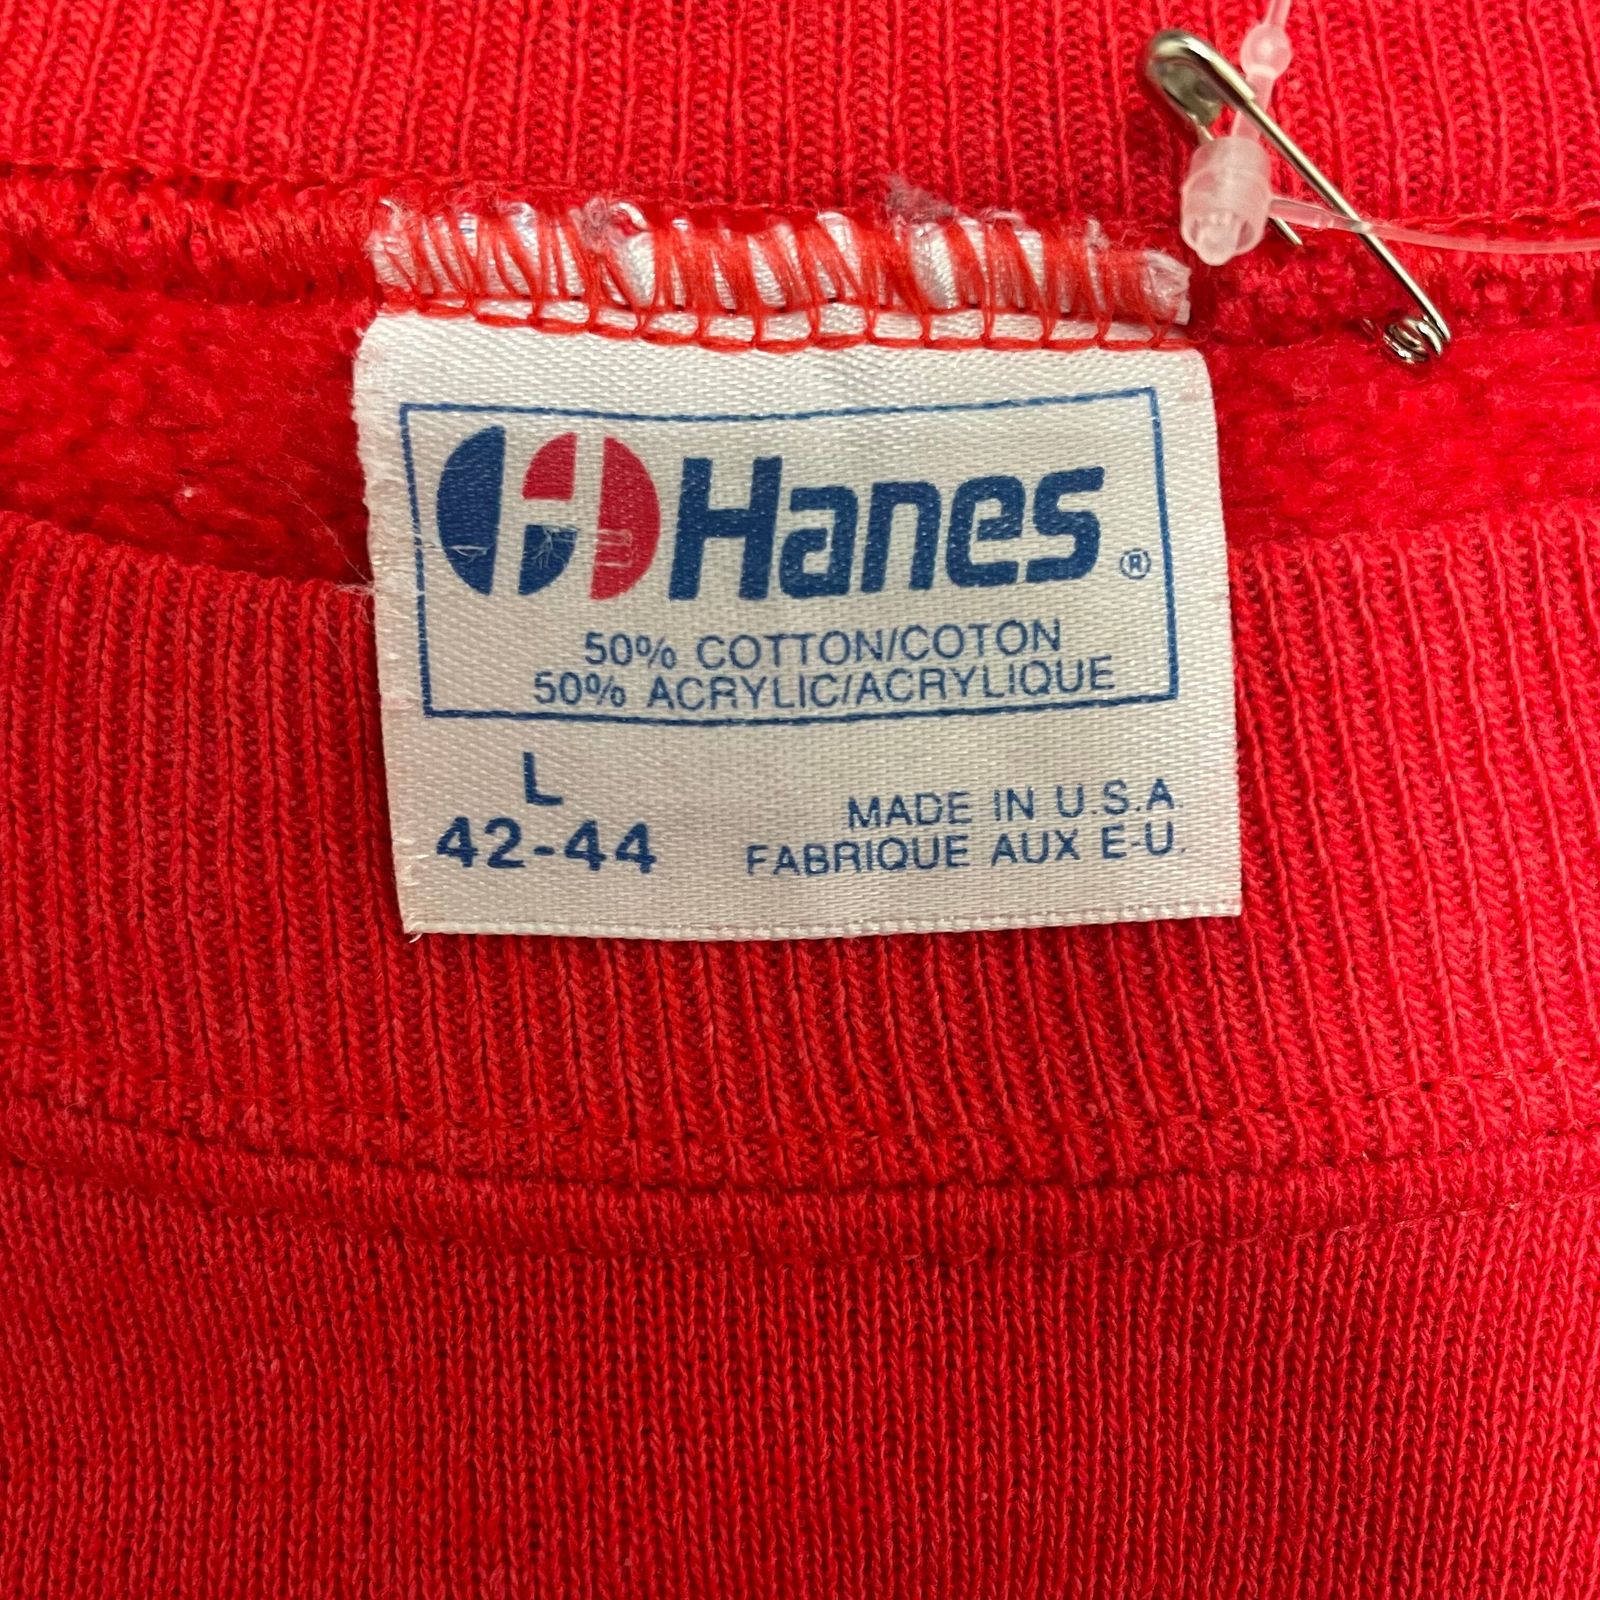 Hanes®
50% COTTON/COTON
50% ACRYLIC/ACRYLIQUE
L
42-44
MADE IN U.S.A.
FABRIQUE AUX E-U.